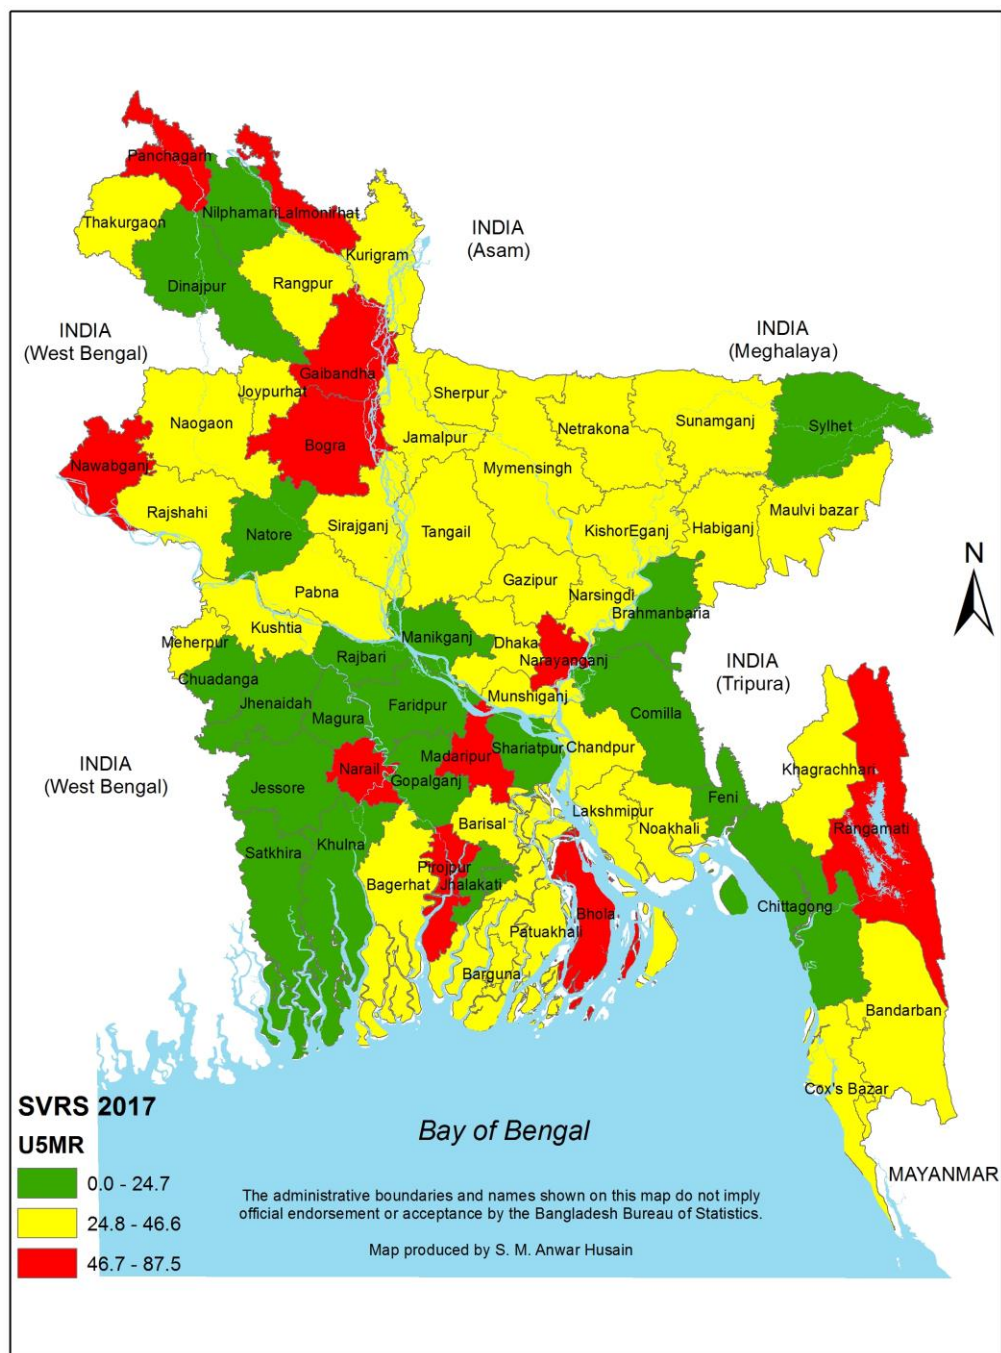 Panchagarh
Nilphamari
Lalmonirhat
Thakurgaon
INDIA
(Asam)
Kurigram
Dinajpur
Rangpur
INDIA
(West Bengal)
INDIA
(Meghalaya)
Gaibandha
Joypurhat
Sherpur
Naogaon
Netrakona
Sunamganj
Sylhet
Bogra
Jamalpur
Nawabganj
Mymensingh
Rajshahi
Natore
Sirajganj
Tangail
KishorEganj
Habiganj
Maulvi bazar
Gazipur
N
Pabna
Narsingdi
Brahmanbaria
Kushtia
Meherpur
Manikganj
Dhaka
Narayanganj
Rajbari
INDIA
(Tripura)
Chuadanga
Jhenaidah
Magura
Faridpur
Munshiganj
Comilla
Shariatpur
Chandpur
Madaripur
INDIA
(West Bengal)
Narail
Gopalganj
Khagrachhari
Jessore
Feni
Lakshmipur
Noakhali
Barisal
Rangamati
Khulna
Satkhira
Pirojpur
Bagerhat
Jhalakati
Bhola
Chittagong
Patuakhali
Barguna
Bandarban
Cox's Bazar
SVRS 2017
U5MR
0.0 - 24.7
24.8 - 46.6
46.7 - 87.5
Bay of Bengal
MAYANMAR
The administrative boundaries and names shown on this map do not imply
official endorsement or acceptance by the Bangladesh Bureau of Statistics.
Map produced by S. M. Anwar Husain